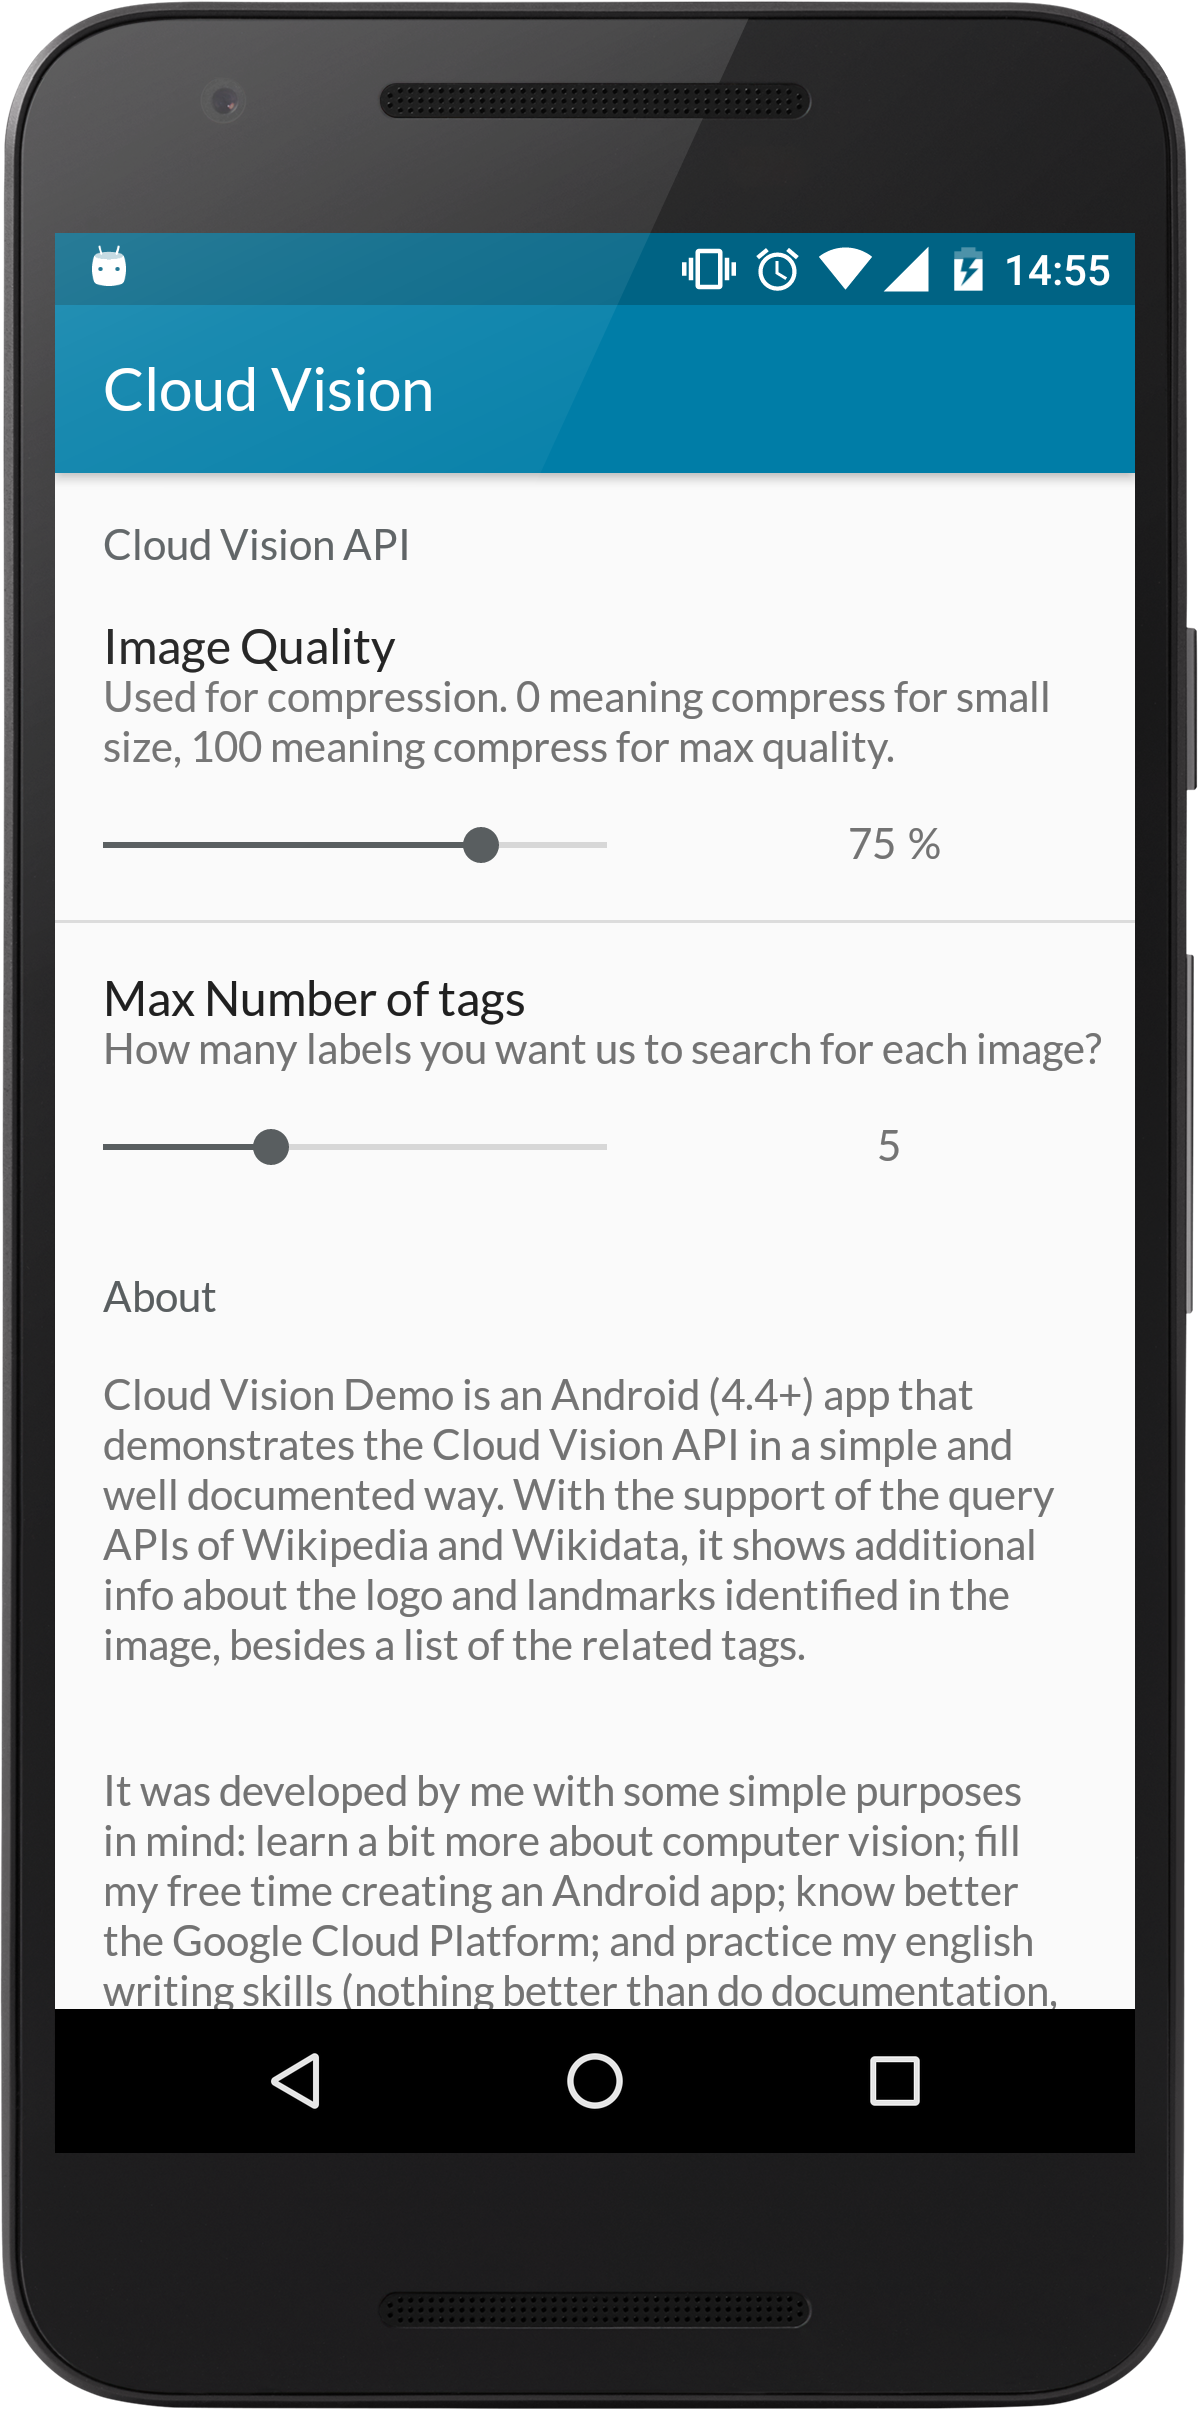 14:55
Cloud Vision
Cloud Vision API
Image Quality
Used for compression. 0 meaning compress for small
size, 100 meaning compress for max quality.
75 %
Max Number of tags
How many labels you want us to search for each image?
5
About
Cloud Vision Demo is an Android (4.4+) app that
demonstrates the Cloud Vision API in a simple and
well documented way. With the support of the query
APIs of Wikipedia and Wikidata, it shows additional
info about the logo and landmarks identified in the
image, besides a list of the related tags.
It was developed by me with some simple purposes
in mind: learn a bit more about computer vision; fill
my free time creating an Android app; know better
the Google Cloud Platform; and practice my english
writing skills (nothing better than do documentation,